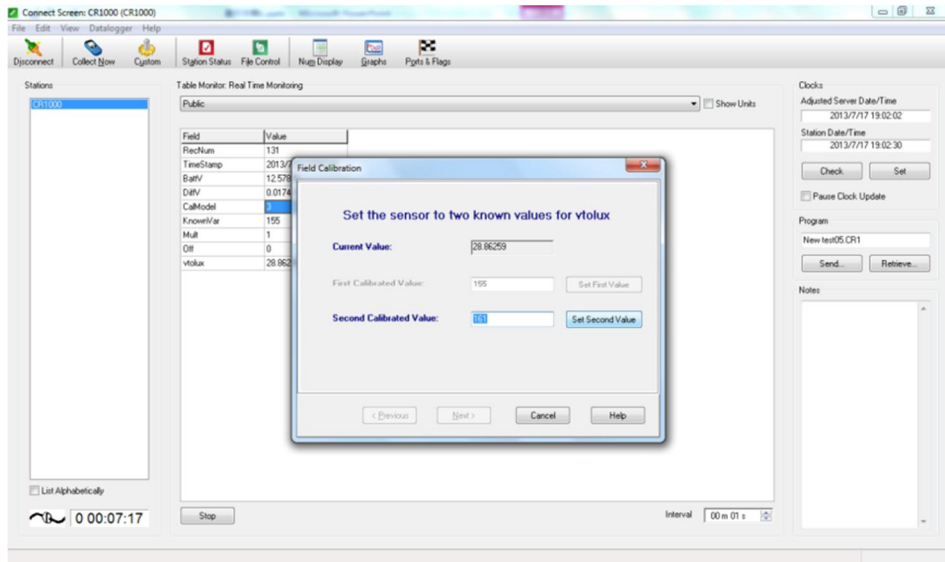 Connect Screen: CR1000 (CR1000)
File Edit View Datalogger Help
Disconnect Collect Now Custom Station Status File Control Num Display Graphs Ports & Flags
Stations
CR1000
List Alphabetically
0 00:07:17
Table Monitor: Real Time Monitoring
Public
Show Units
Field Value
RecNum 131
TimeStamp 2013/7
BattV 12.578
DiffV 0.0174
CalModel 3
KnownVar 155
Mult 1
Off 0
vtolux 28.862
Stop
Interval 00 m 01 s
Field Calibration
Set the sensor to two known values for vtolux
Current Value: 28.86259
First Calibrated Value: 155 Set First Value
Second Calibrated Value: 161 Set Second Value
< Previous Next > Cancel Help
Clocks
Adjusted Server Date/Time
2013/7/17 19:02:02
Station Date/Time
2013/7/17 19:02:30
Check Set
Pause Clock Update
Program
New test05.CR1
Send... Retrieve...
Notes